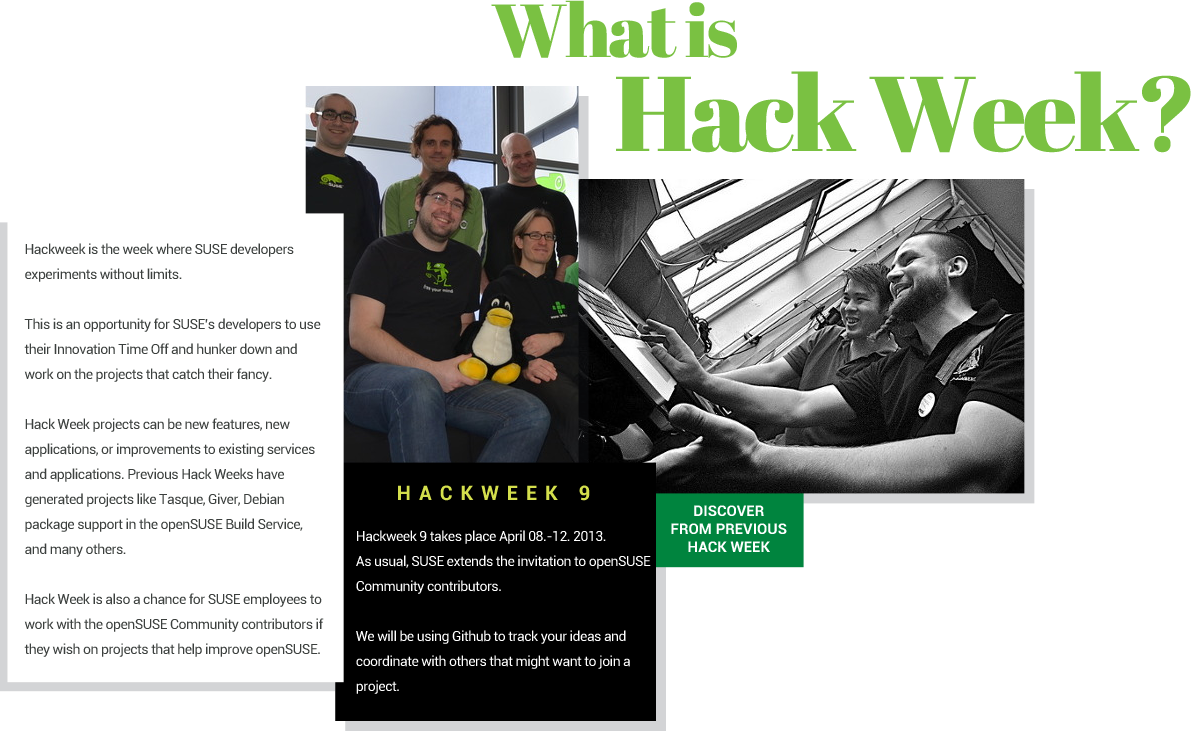 What is
Hack Week?
SUSE
Hackweek is the week where SUSE developers
experiments without limits.
This is an opportunity for SUSE's developers to use
their Innovation Time Off and hunker down and
work on the projects that catch their fancy.
Hack Week projects can be new features, new
applications, or improvements to existing services
and applications. Previous Hack Weeks have
generated projects like Tasque, Giver, Debian
package support in the openSUSE Build Service,
and many others.
Hack Week is also a chance for SUSE employees to
work with the openSUSE Community contributors if
they wish on projects that help improve openSUSE.
HACKWEEK 9
Hackweek 9 takes place April 08.-12. 2013.
As usual, SUSE extends the invitation to openSUSE
Community contributors.
We will be using Github to track your ideas and
coordinate with others that might want to join a
project.
DISCOVER
FROM PREVIOUS
HACK WEEK